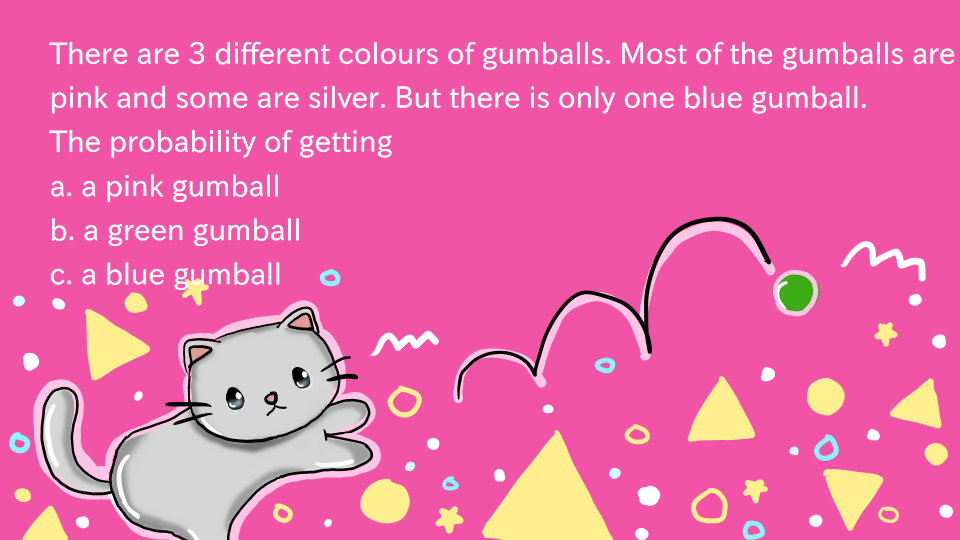 There are 3 different colours of gumballs. Most of the gumballs are
pink and some are silver. But there is only one blue gumball.
The probability of getting
a. a pink gumball
b. a green gumball
c. a blue gumball